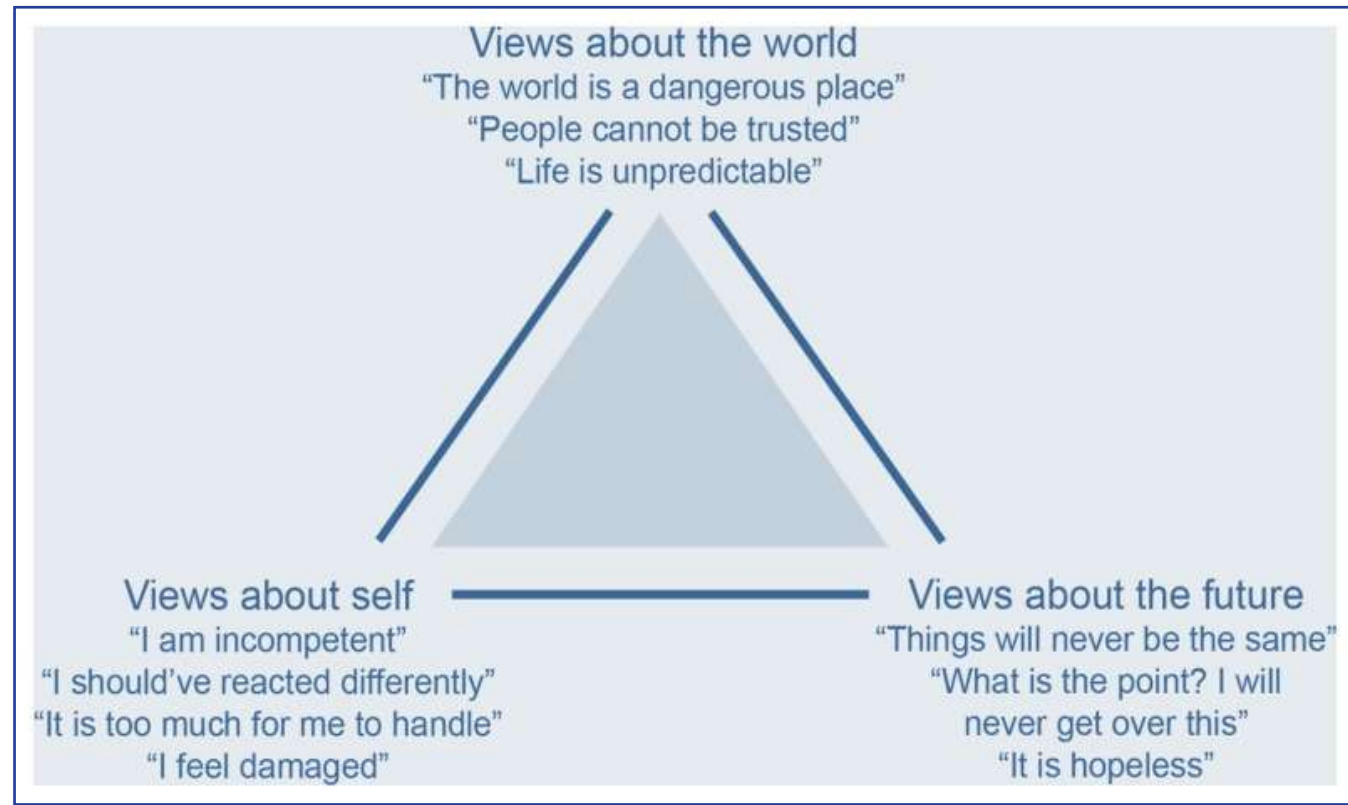 Views about the world
“The world is a dangerous place”
“People cannot be trusted”
“Life is unpredictable”
Views about self
“I am incompetent”
“I should’ve reacted differently”
“It is too much for me to handle”
“I feel damaged”
Views about the future
“Things will never be the same”
“What is the point? I will
never get over this”
“It is hopeless”